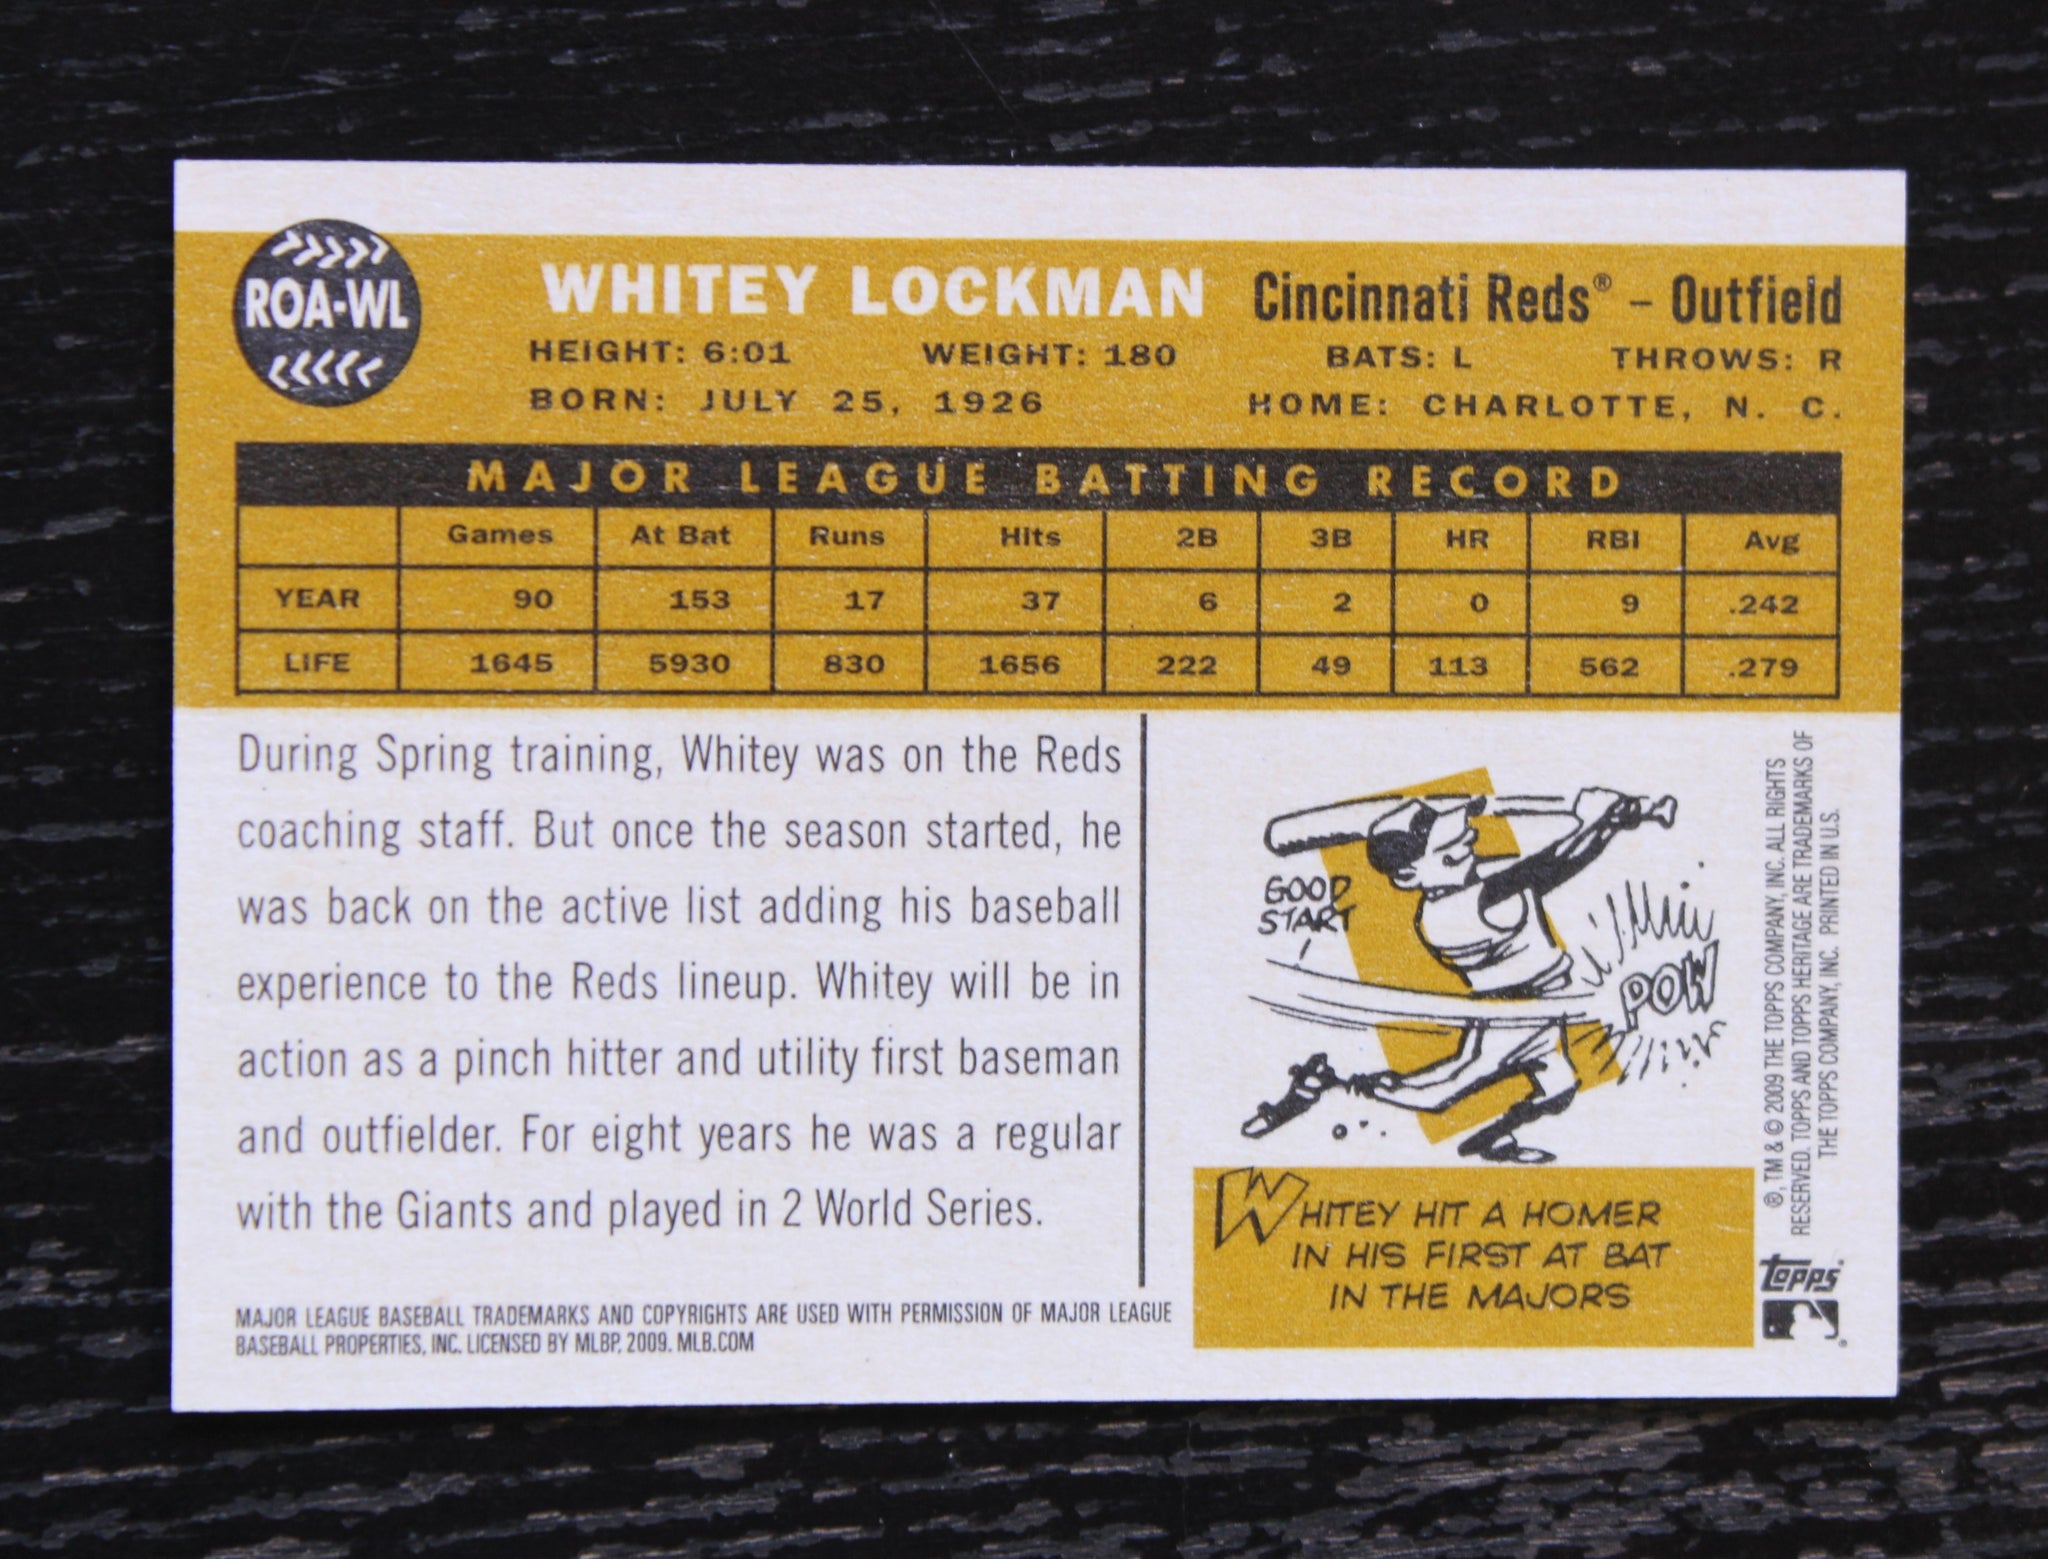 ROA-WL
WHITEY LOCKMAN Cincinnati Reds® – Outfield
HEIGHT: 6:01 WEIGHT: 180 BATS: L THROWS: R
BORN: JULY 25, 1926 HOME: CHARLOTTE, N. C.
MAJOR LEAGUE BATTING RECORD
Games At Bat Runs Hits 2B 3B HR RBI Avg
YEAR 90 153 17 37 6 2 0 9 .242
LIFE 1645 5930 830 1656 222 49 113 562 .279
During Spring training, Whitey was on the Reds
coaching staff. But once the season started, he
was back on the active list adding his baseball
experience to the Reds lineup. Whitey will be in
action as a pinch hitter and utility first baseman
and outfielder. For eight years he was a regular
with the Giants and played in 2 World Series.
MAJOR LEAGUE BASEBALL TRADEMARKS AND COPYRIGHTS ARE USED WITH PERMISSION OF MAJOR LEAGUE
BASEBALL PROPERTIES, INC. LICENSED BY MLBP, 2009. MLB.COM
GOOD
START
POW
WHITEY HIT A HOMER
IN HIS FIRST AT BAT
IN THE MAJORS
®, TM & © 2009 THE TOPPS COMPANY, INC. ALL RIGHTS
RESERVED. TOPPS AND TOPPS HERITAGE ARE TRADEMARKS OF
THE TOPPS COMPANY, INC. PRINTED IN U.S.
topps®
®